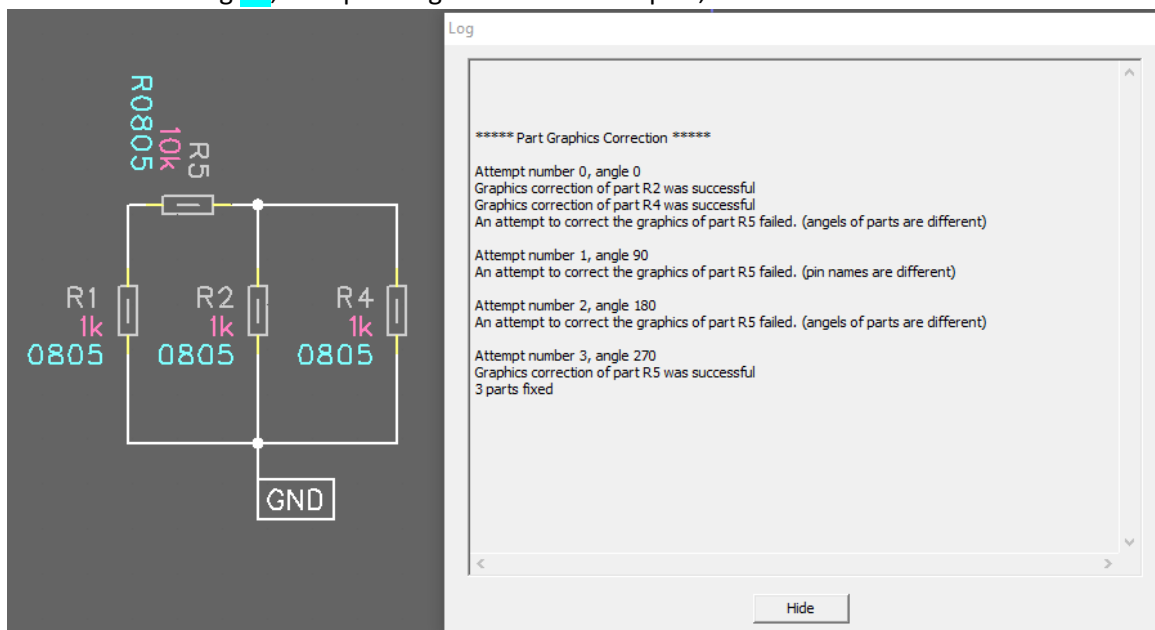 Log
***** Part Graphics Correction *****
Attempt number 0, angle 0
Graphics correction of part R2 was successful
Graphics correction of part R4 was successful
An attempt to correct the graphics of part R5 failed. (angels of parts are different)
Attempt number 1, angle 90
An attempt to correct the graphics of part R5 failed. (pin names are different)
Attempt number 2, angle 180
An attempt to correct the graphics of part R5 failed. (angels of parts are different)
Attempt number 3, angle 270
Graphics correction of part R5 was successful
3 parts fixed
Hide
R0805
10k
R5
R1
1k
0805
R2
1k
0805
R4
1k
0805
GND